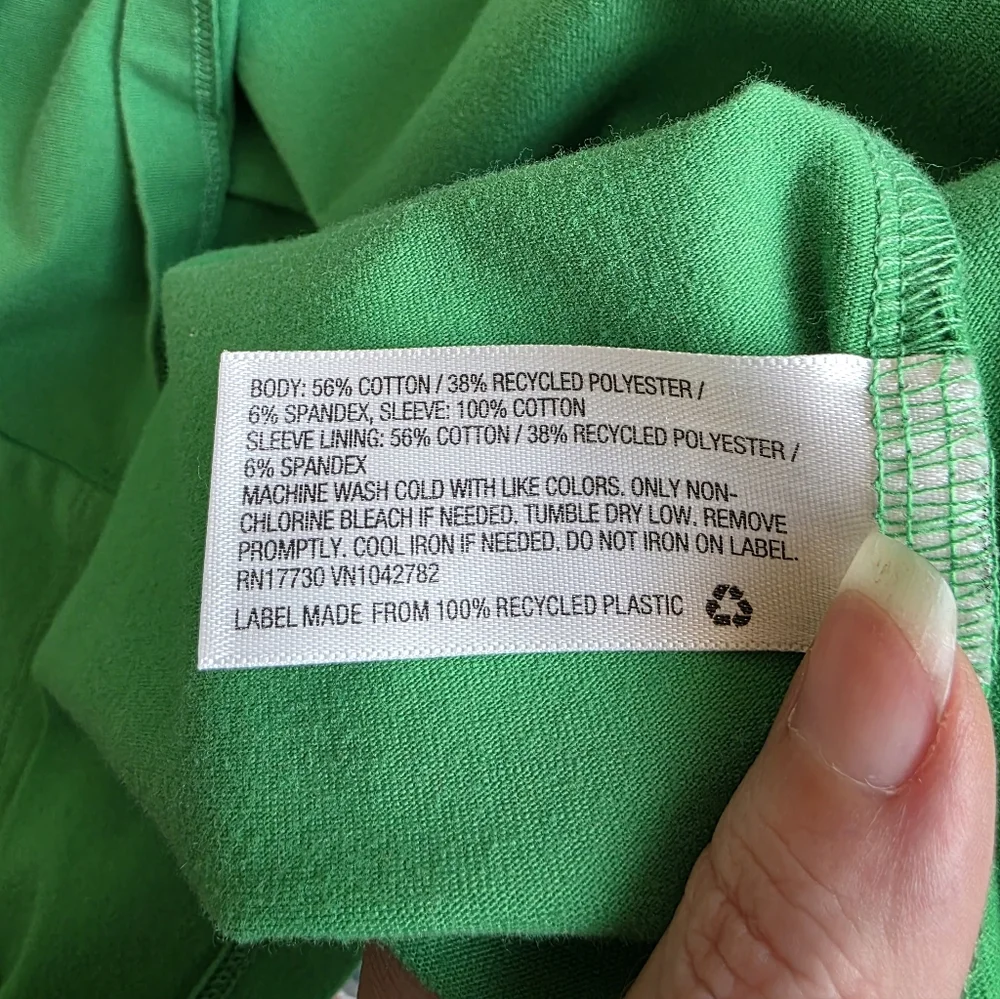 BODY: 56% COTTON / 38% RECYCLED POLYESTER /
6% SPANDEX, SLEEVE: 100% COTTON
SLEEVE LINING: 56% COTTON / 38% RECYCLED POLYESTER /
6% SPANDEX
MACHINE WASH COLD WITH LIKE COLORS. ONLY NON-
CHLORINE BLEACH IF NEEDED. TUMBLE DRY LOW. REMOVE
PROMPTLY. COOL IRON IF NEEDED. DO NOT IRON ON LABEL.
RN17730 VN1042782
LABEL MADE FROM 100% RECYCLED PLASTIC